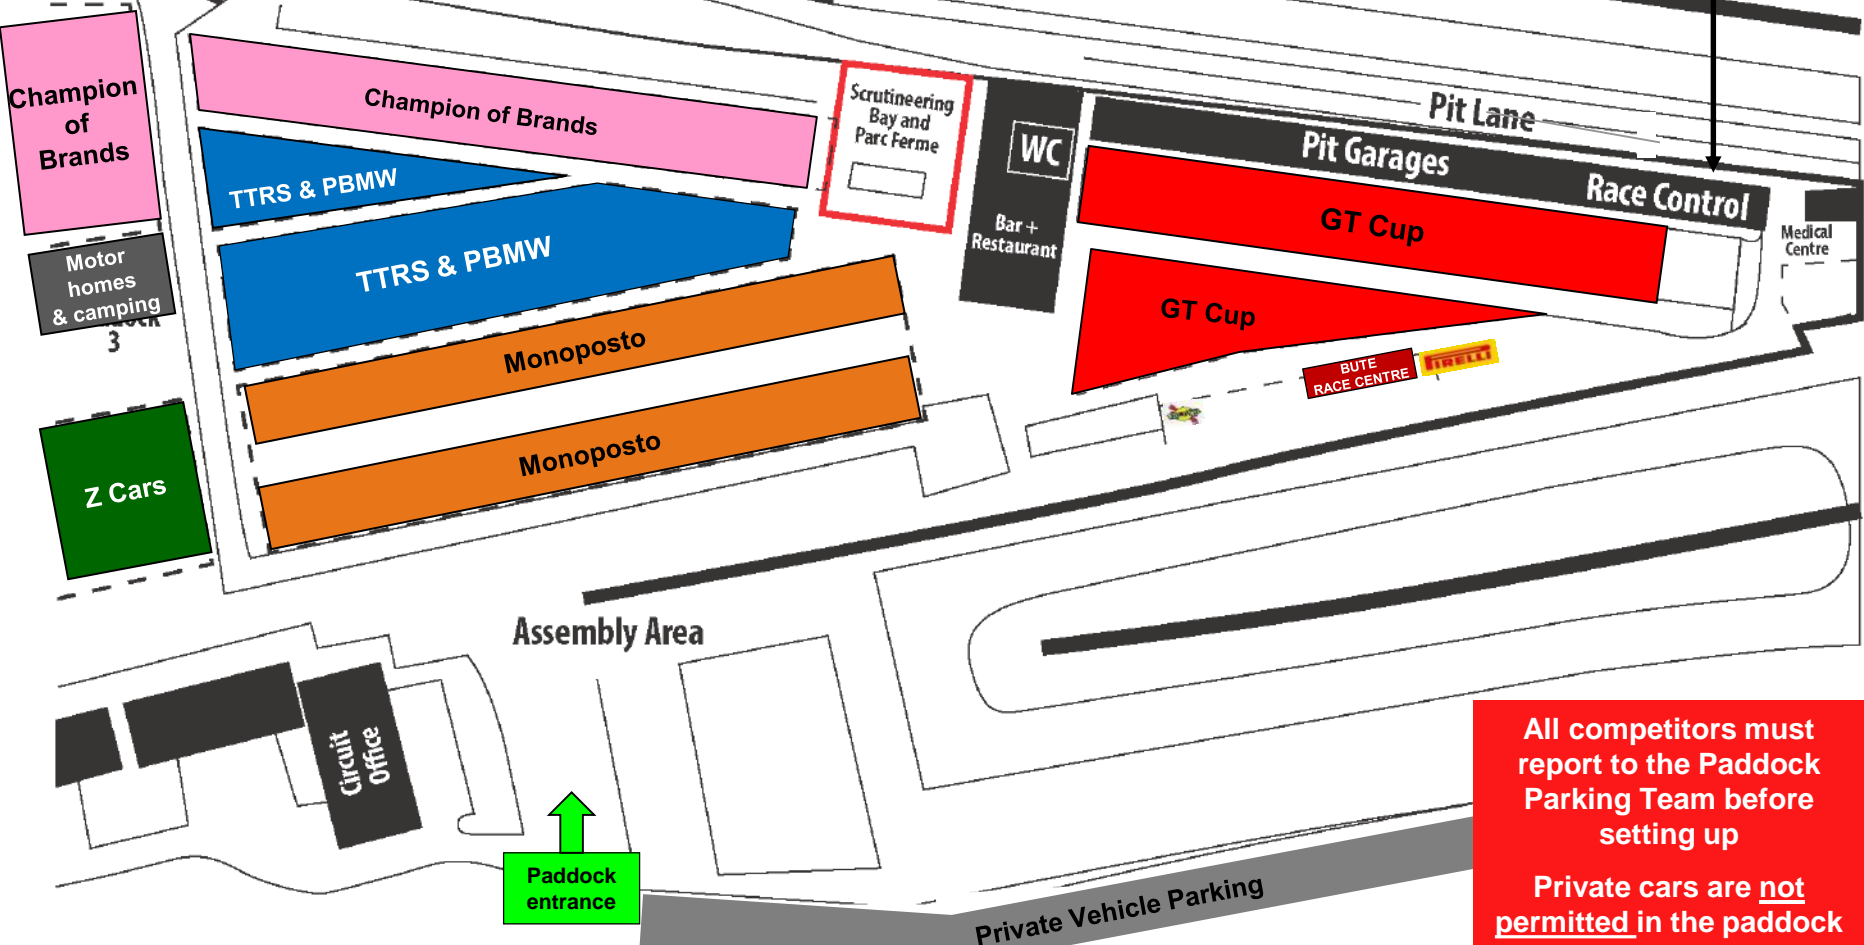 Champion
of
Brands
Champion of Brands
Scrutineering
Bay and
Parc Ferme
WC
Bar +
Restaurant
Pit Lane
Pit Garages
Race Control
Medical
Centre
TTRS & PBMW
TTRS & PBMW
GT Cup
GT Cup
Motor
homes
& camping
3
Monoposto
Monoposto
BUTE
RACE CENTRE
PIRELLI
Z Cars
Assembly Area
Circuit
Office
Paddock
entrance
Private Vehicle Parking
All competitors must
report to the Paddock
Parking Team before
setting up
Private cars are not
permitted in the paddock